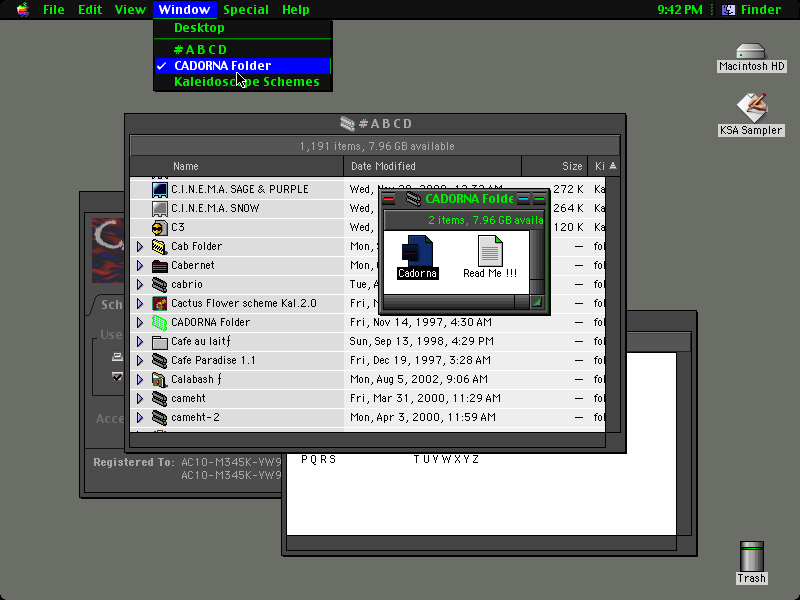 File Edit View Window Special Help 9:42 PM Finder
Desktop
#ABCD
✓ CADORNA Folder
Kaleidoscope Schemes
Macintosh HD
KSA Sampler
#ABCD
1,191 items, 7.96 GB available
Name Date Modified Size Ki
C.I.N.E.M.A. SAGE & PURPLE Wed, 272 K Ka
C.I.N.E.M.A. SNOW Wed, 264 K Ka
C3 Wed, 120 K Ka
Cab Folder Mon, — fol
Cabernet Mon, — fol
cabrio Tue, — fol
Cactus Flower scheme Kal.2.0 Fri, — fol
CADORNA Folder Fri, Nov 14, 1997, 4:30 AM — fol
Cafe au lait ƒ Sun, Sep 13, 1998, 4:29 PM — fol
Cafe Paradise 1.1 Fri, Dec 19, 1997, 3:28 AM — fol
Calabash ƒ Mon, Aug 5, 2002, 9:06 AM — fol
cameht Fri, Mar 31, 2000, 11:29 AM — fol
cameht-2 Mon, Apr 3, 2000, 11:59 AM — fol
CADORNA Folde
2 items, 7.96 GB availa
Cadorna Read Me !!!
Sch
Use
Acce
Registered To: AC10-M345K-YW9
AC10-M345K-YW9
PQRS TUYWXYZ
Trash